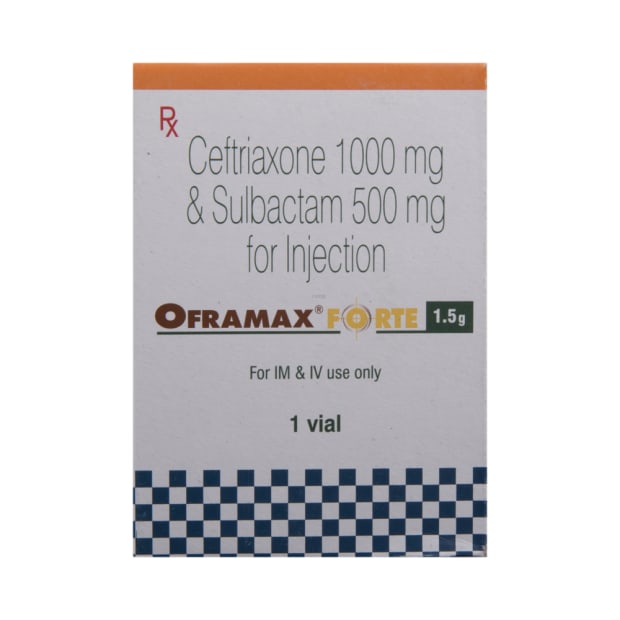 Rx
Ceftriaxone 1000 mg
& Sulbactam 500 mg
for Injection
OFRAMAX® FORTE 1.5g
For IM & IV use only
1 vial